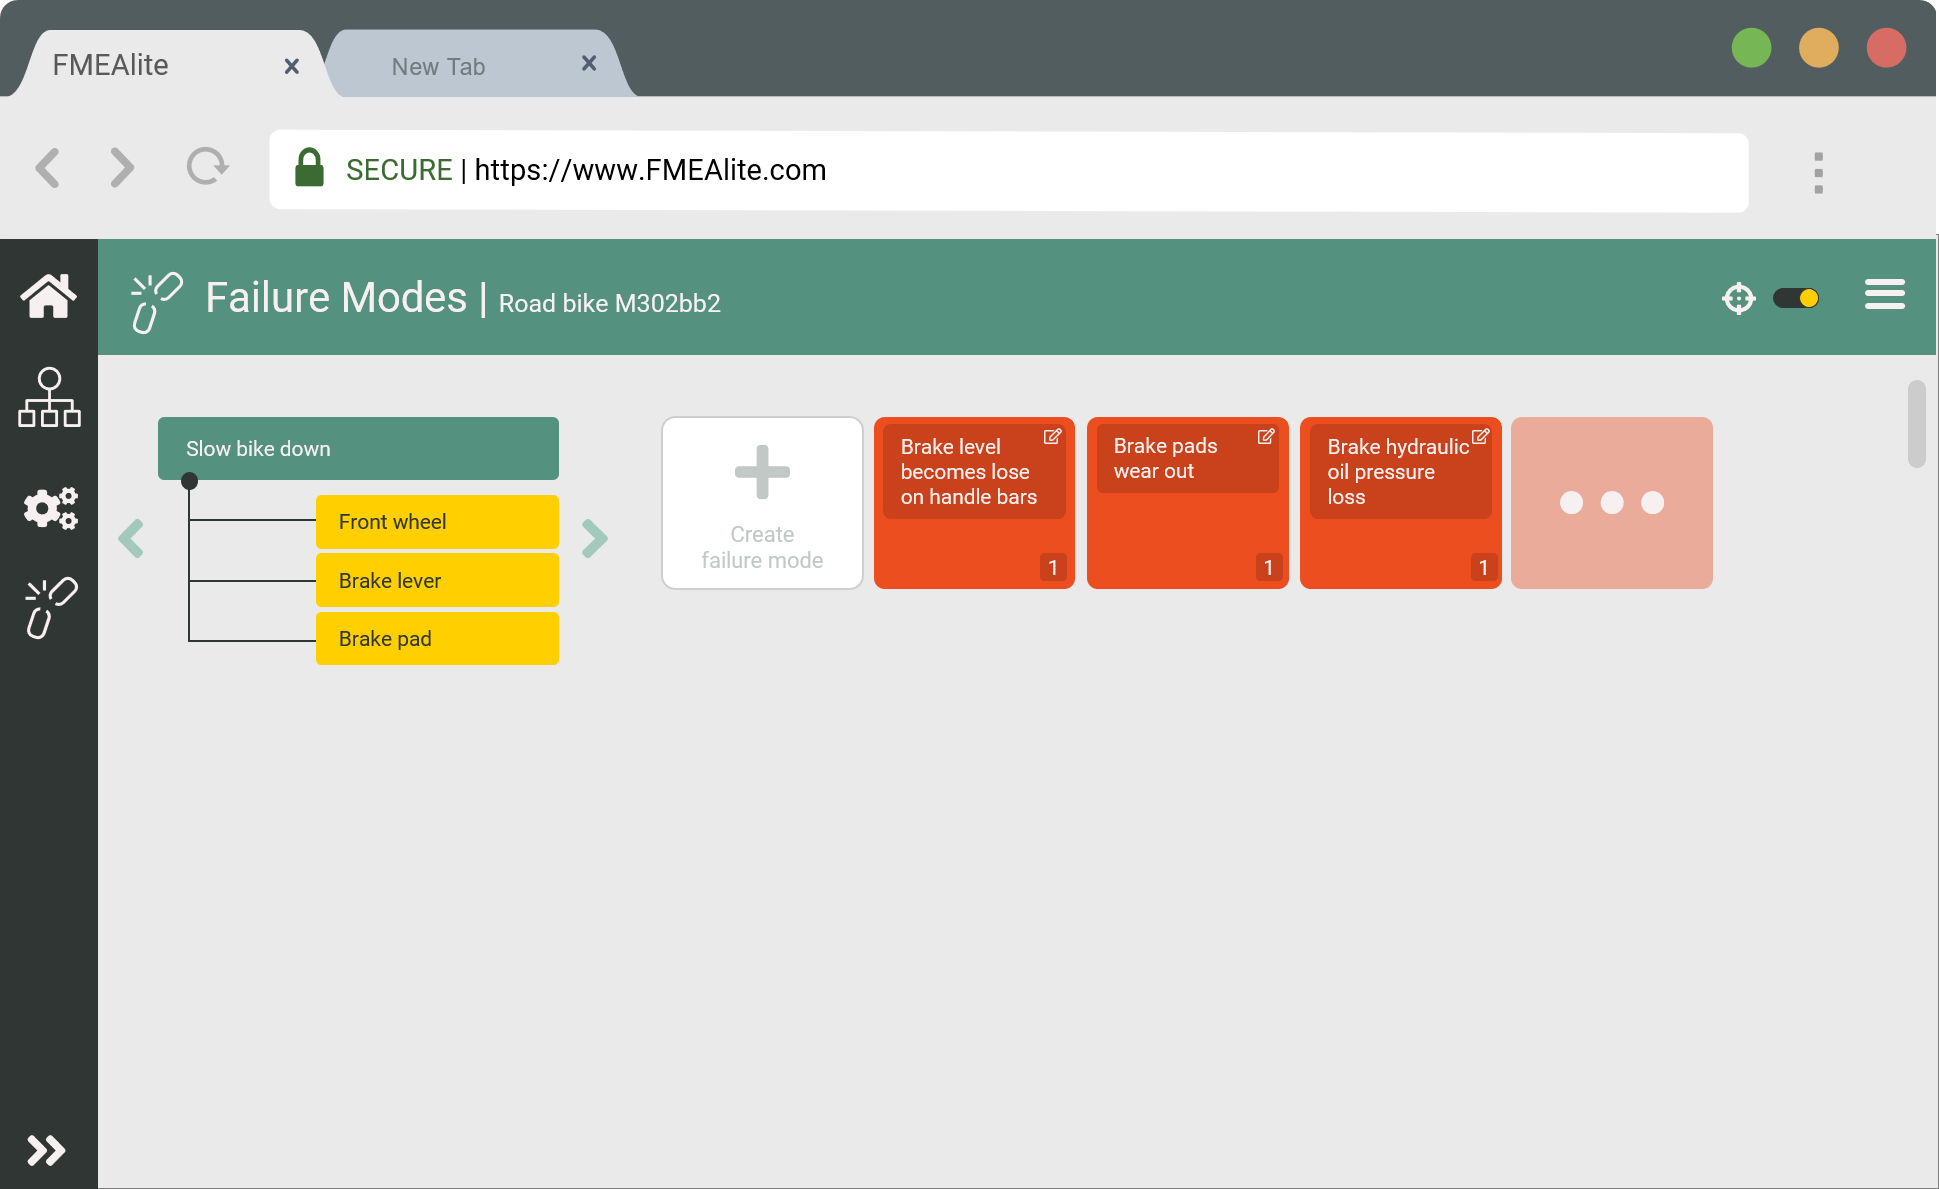 FMEAlite
New Tab
SECURE | https://www.FMEAlite.com
Failure Modes | Road bike M302bb2
Slow bike down
Front wheel
Brake lever
Brake pad
Create
failure mode
Brake level
becomes lose
on handle bars
1
Brake pads
wear out
1
Brake hydraulic
oil pressure
loss
1